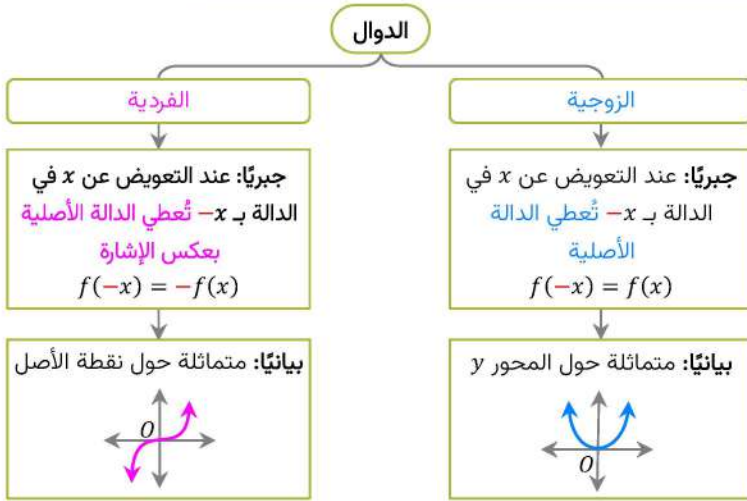 الدوال
الزوجية
الفردية
جبريًا: عند التعويض عن x في
الدالة بـ −x تُعطي الدالة
الأصلية
f(−x) = f(x)
جبريًا: عند التعويض عن x في
الدالة بـ −x تُعطي الدالة الأصلية
بعكس الإشارة
f(−x) = −f(x)
بيانيًا: متماثلة حول المحور y
O
بيانيًا: متماثلة حول نقطة الأصل
O